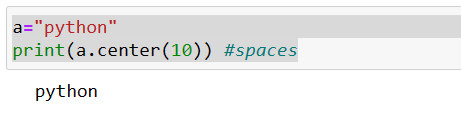 a="python"
print(a.center(10)) #spaces
python